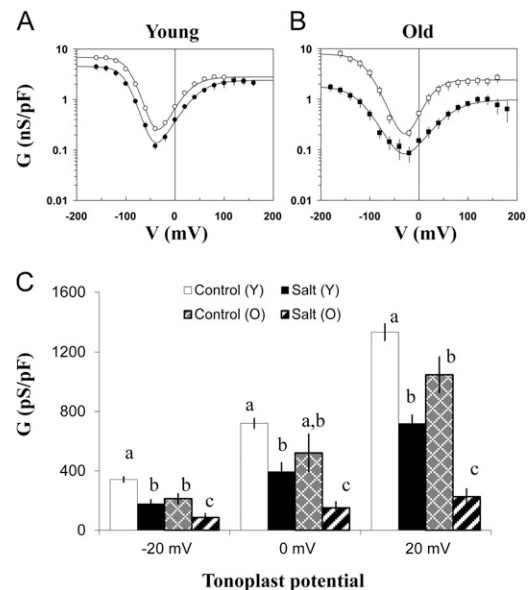 A Young
B Old
G (nS/pF)
10
1
0.1
0.01
-200 -100 0 100 200
V (mV)
10
1
0.1
0.01
-200 -100 0 100 200
V (mV)
C
G (pS/pF)
1600
1200
800
400
0
Control (Y) Salt (Y)
Control (O) Salt (O)
a b b c
a b a,b c
a b b c
-20 mV 0 mV 20 mV
Tonoplast potential